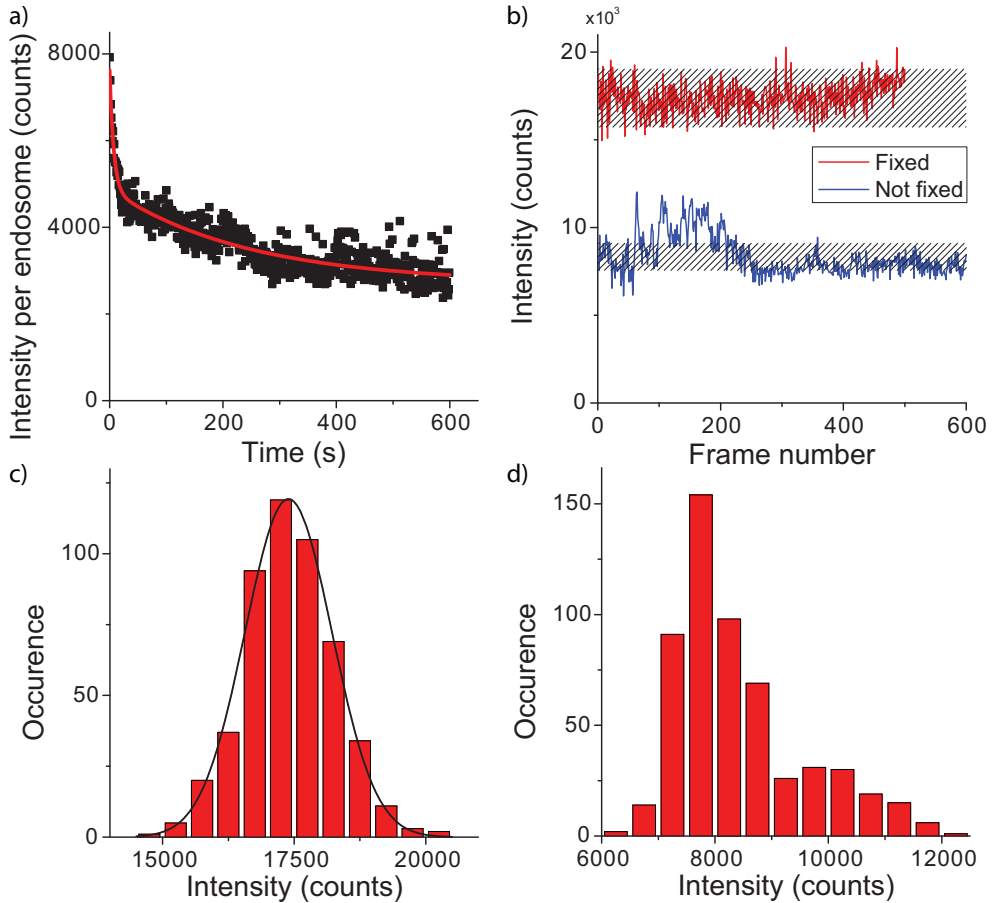 a)
8000
4000
0
Intensity per endosome (counts)
0
200
400
600
Time (s)
b)
x10³
20
10
0
Intensity (counts)
Fixed
Not fixed
0
200
400
600
Frame number
c)
100
50
0
Occurence
15000
17500
20000
Intensity (counts)
d)
150
100
50
0
Occurence
6000
8000
10000
12000
Intensity (counts)